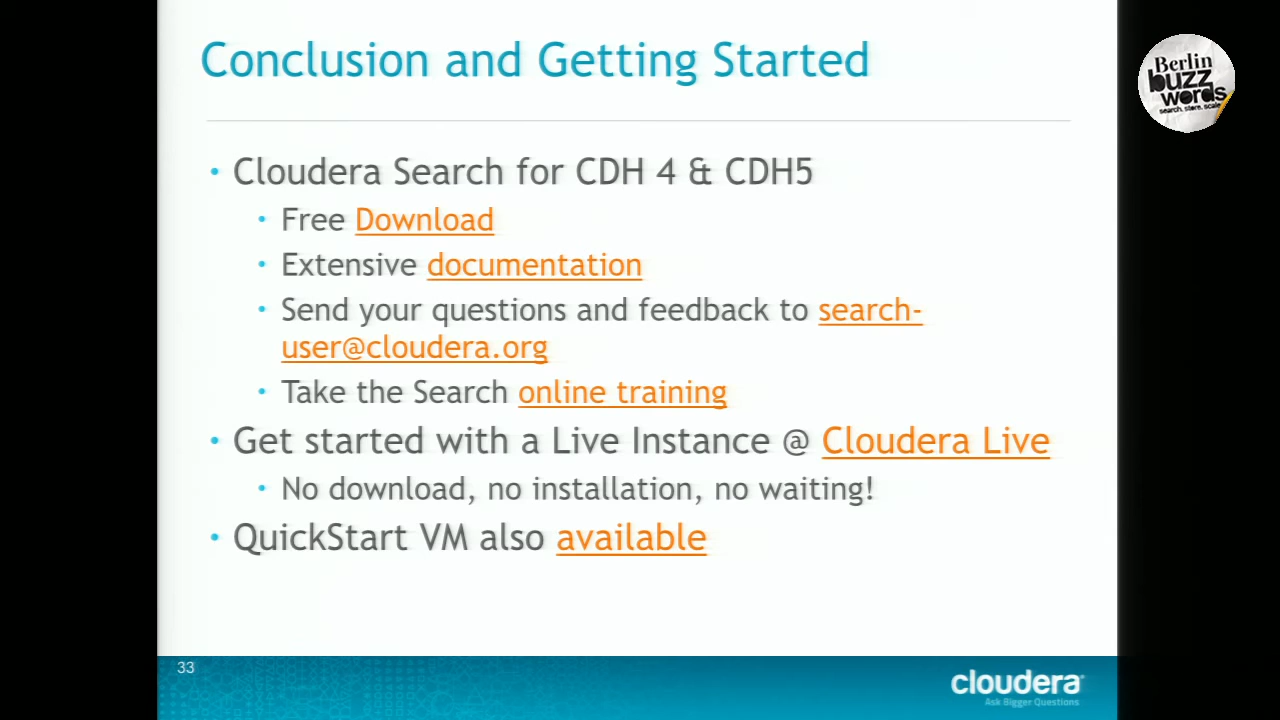 Conclusion and Getting Started
Berlin
buzz
words
search. store. scale.
• Cloudera Search for CDH 4 & CDH5
• Free Download
• Extensive documentation
• Send your questions and feedback to search-
user@cloudera.org
• Take the Search online training
• Get started with a Live Instance @ Cloudera Live
• No download, no installation, no waiting!
• QuickStart VM also available
33
cloudera
Ask Bigger Questions